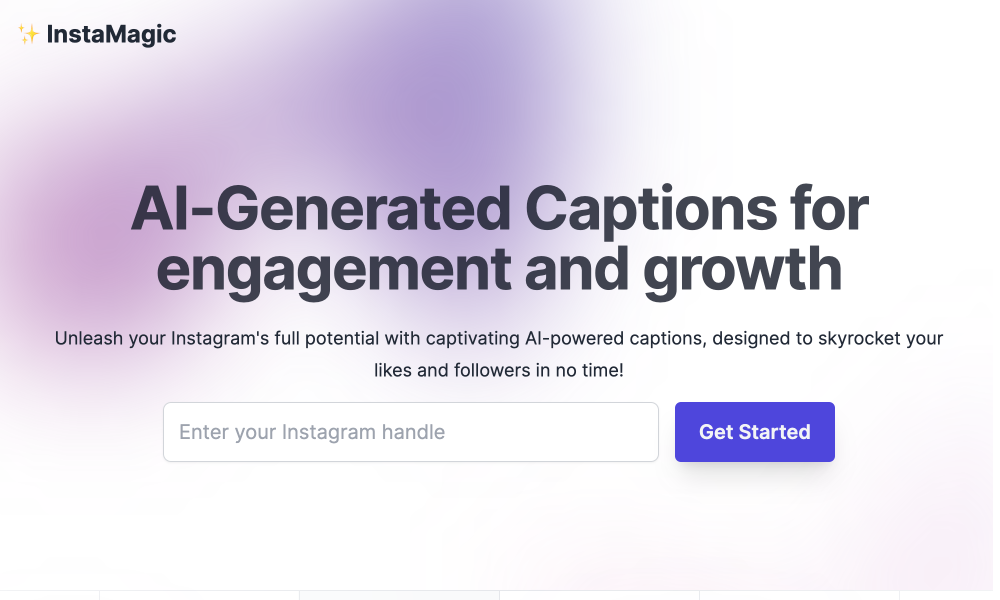 ✨ InstaMagic
AI-Generated Captions for
engagement and growth
Unleash your Instagram's full potential with captivating AI-powered captions, designed to skyrocket your
likes and followers in no time!
Enter your Instagram handle
Get Started